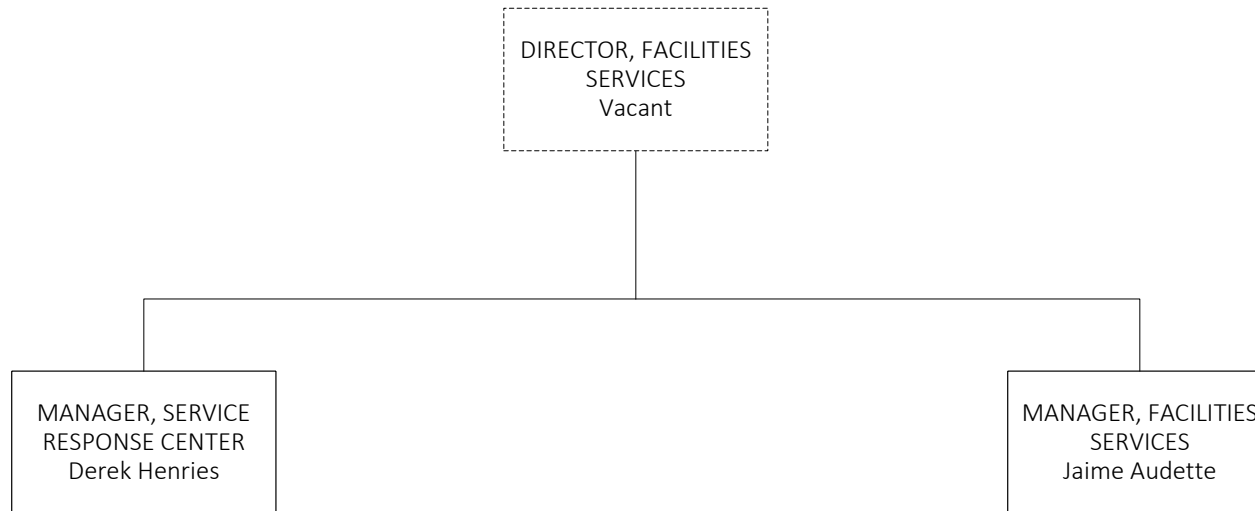 DIRECTOR, FACILITIES
SERVICES
Vacant
MANAGER, SERVICE
RESPONSE CENTER
Derek Henries
MANAGER, FACILITIES
SERVICES
Jaime Audette